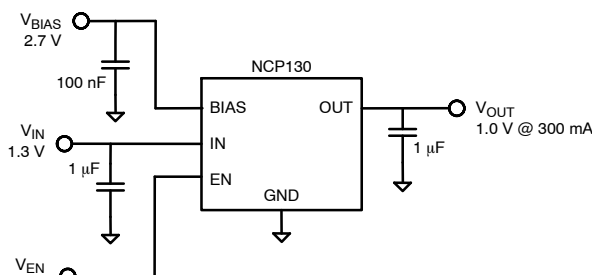 VBIAS
2.7 V
100 nF
NCP130
BIAS
OUT
VOUT
1.0 V @ 300 mA
VIN
1.3 V
IN
1 μF
1 μF
EN
GND
VEN